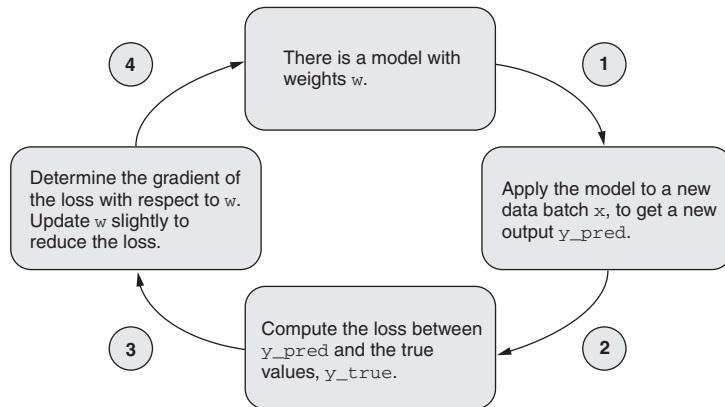 There is a model with
weights w.
1
Apply the model to a new
data batch x, to get a new
output y_pred.
2
Compute the loss between
y_pred and the true
values, y_true.
3
Determine the gradient of
the loss with respect to w.
Update w slightly to
reduce the loss.
4